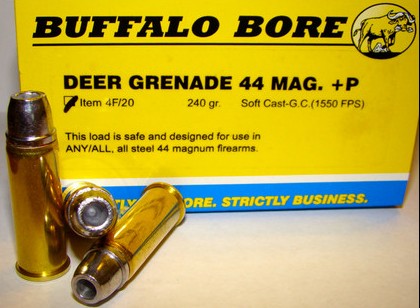 BUFFALO BORE
DEER GRENADE 44 MAG. +P
Item 4F/20 240 gr. Soft Cast-G.C.(1550 FPS)
This load is safe and designed for use in
ANY/ALL, all steel 44 magnum firearms.
ORE. STRICTLY BUSINESS.